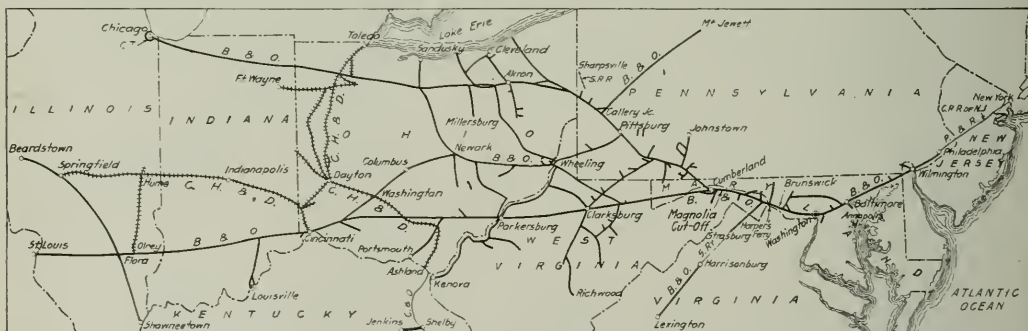 Chicago
C.T.
B. & O.
Toledo
Lake Erie
Sandusky
Cleveland
Mt Jewett
Sharpsville
S.R.R.
B. & O.
Ft Wayne
Akron
PENNSYLVANIA
New York
C.R.R. of N.J.
ILLINOIS
INDIANA
C. H. & D.
OHIO
Millersburg
Callery Jc.
Pittsburg
Johnstown
P. & R.
NEW
JERSEY
Philadelphia
Beardstown
Springfield
Columbus
Newark
B. & O.
Wheeling
Indianapolis
Dayton
Washington
Cumberland
Wilmington
Hume
C. H. & D.
C. H. & D.
MARYLAND
Brunswick
B. & O.
Baltimore
Annapolis
B. & O.
St. Louis
Olney
Flora
B. & O.
Cincinnati
Portsmouth
Parkersburg
Clarksburg
Magnolia
Cut-Off
Harpers
Ferry
Washington
Strasburg
WEST
VIRGINIA
Ashland
Kenova
Richwood
B. & O.
S. Ry
Harrisonburg
Louisville
KENTUCKY
Shawneetown
Jenkins
Shelby
C. & O.
Lexington
VIRGINIA
D
ATLANTIC
OCEAN